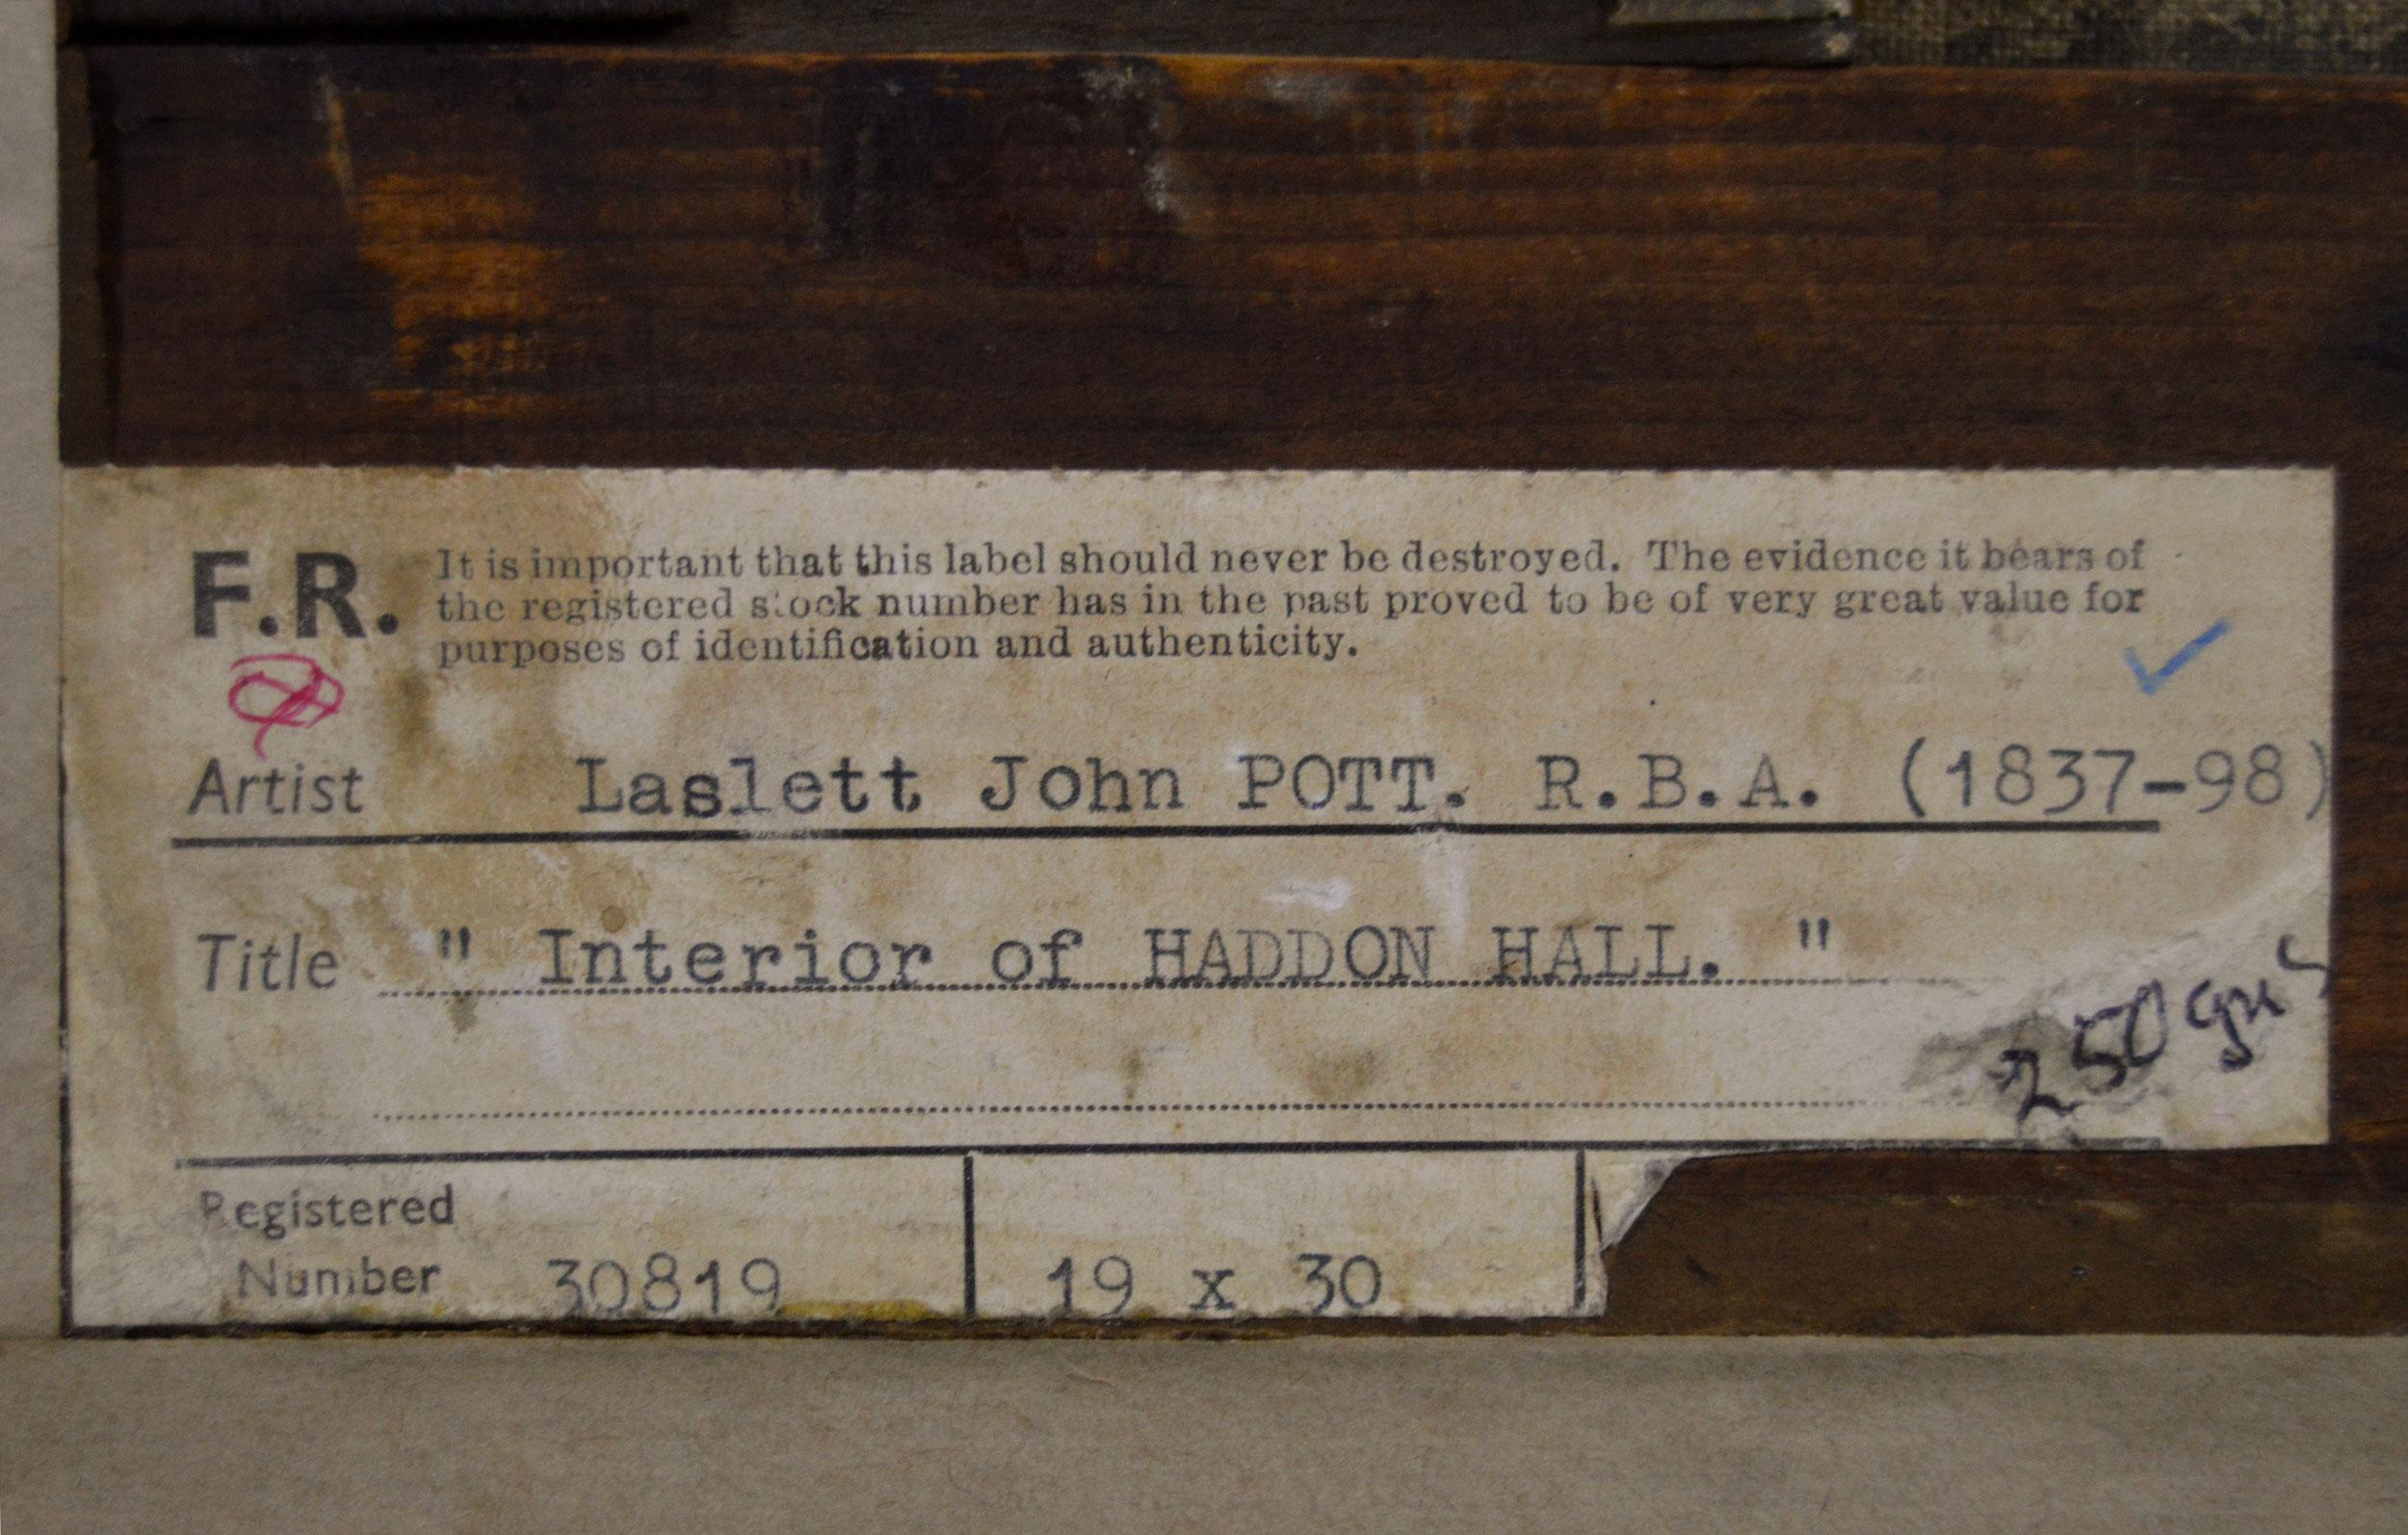 F.R. It is important that this label should never be destroyed. The evidence it bears of
the registered stock number has in the past proved to be of very great value for
purposes of identification and authenticity.
Artist Laslett John POTT. R.B.A. (1837-98)
Title " Interior of HADDON HALL. "
250 gns
Registered
Number 30819 19 x 30